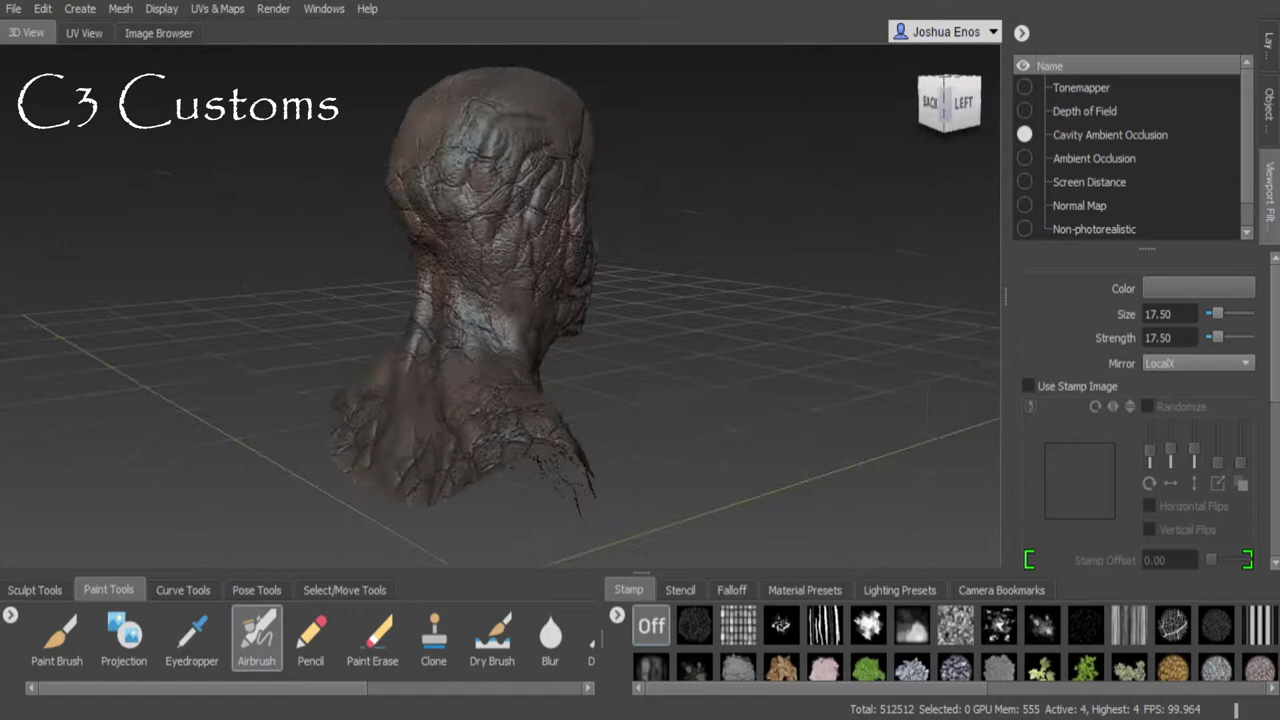 File Edit Create Mesh Display UVs & Maps Render Windows Help
3D View UV View Image Browser
Joshua Enos
C3 Customs
BACK LEFT
Name
Tonemapper
Depth of Field
Cavity Ambient Occlusion
Ambient Occlusion
Screen Distance
Normal Map
Non-photorealistic
Lay...
Object ...
Viewport Filt...
Color
Size 17.50
Strength 17.50
Mirror LocalX
Use Stamp Image
Randomize
Horizontal Flips
Vertical Flips
Stamp Offset 0.00
Sculpt Tools Paint Tools Curve Tools Pose Tools Select/Move Tools
Paint Brush Projection Eyedropper Airbrush Pencil Paint Erase Clone Dry Brush Blur D
Stamp Stencil Falloff Material Presets Lighting Presets Camera Bookmarks
Off
Total: 512512 Selected: 0 GPU Mem: 555 Active: 4, Highest: 4 FPS: 99.964